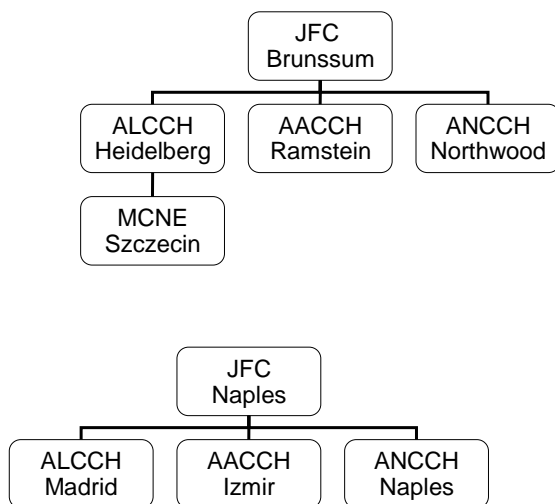 JFC
Brunssum
ALCCH
Heidelberg
AACCH
Ramstein
ANCCH
Northwood
MCNE
Szczecin
JFC
Naples
ALCCH
Madrid
AACCH
Izmir
ANCCH
Naples